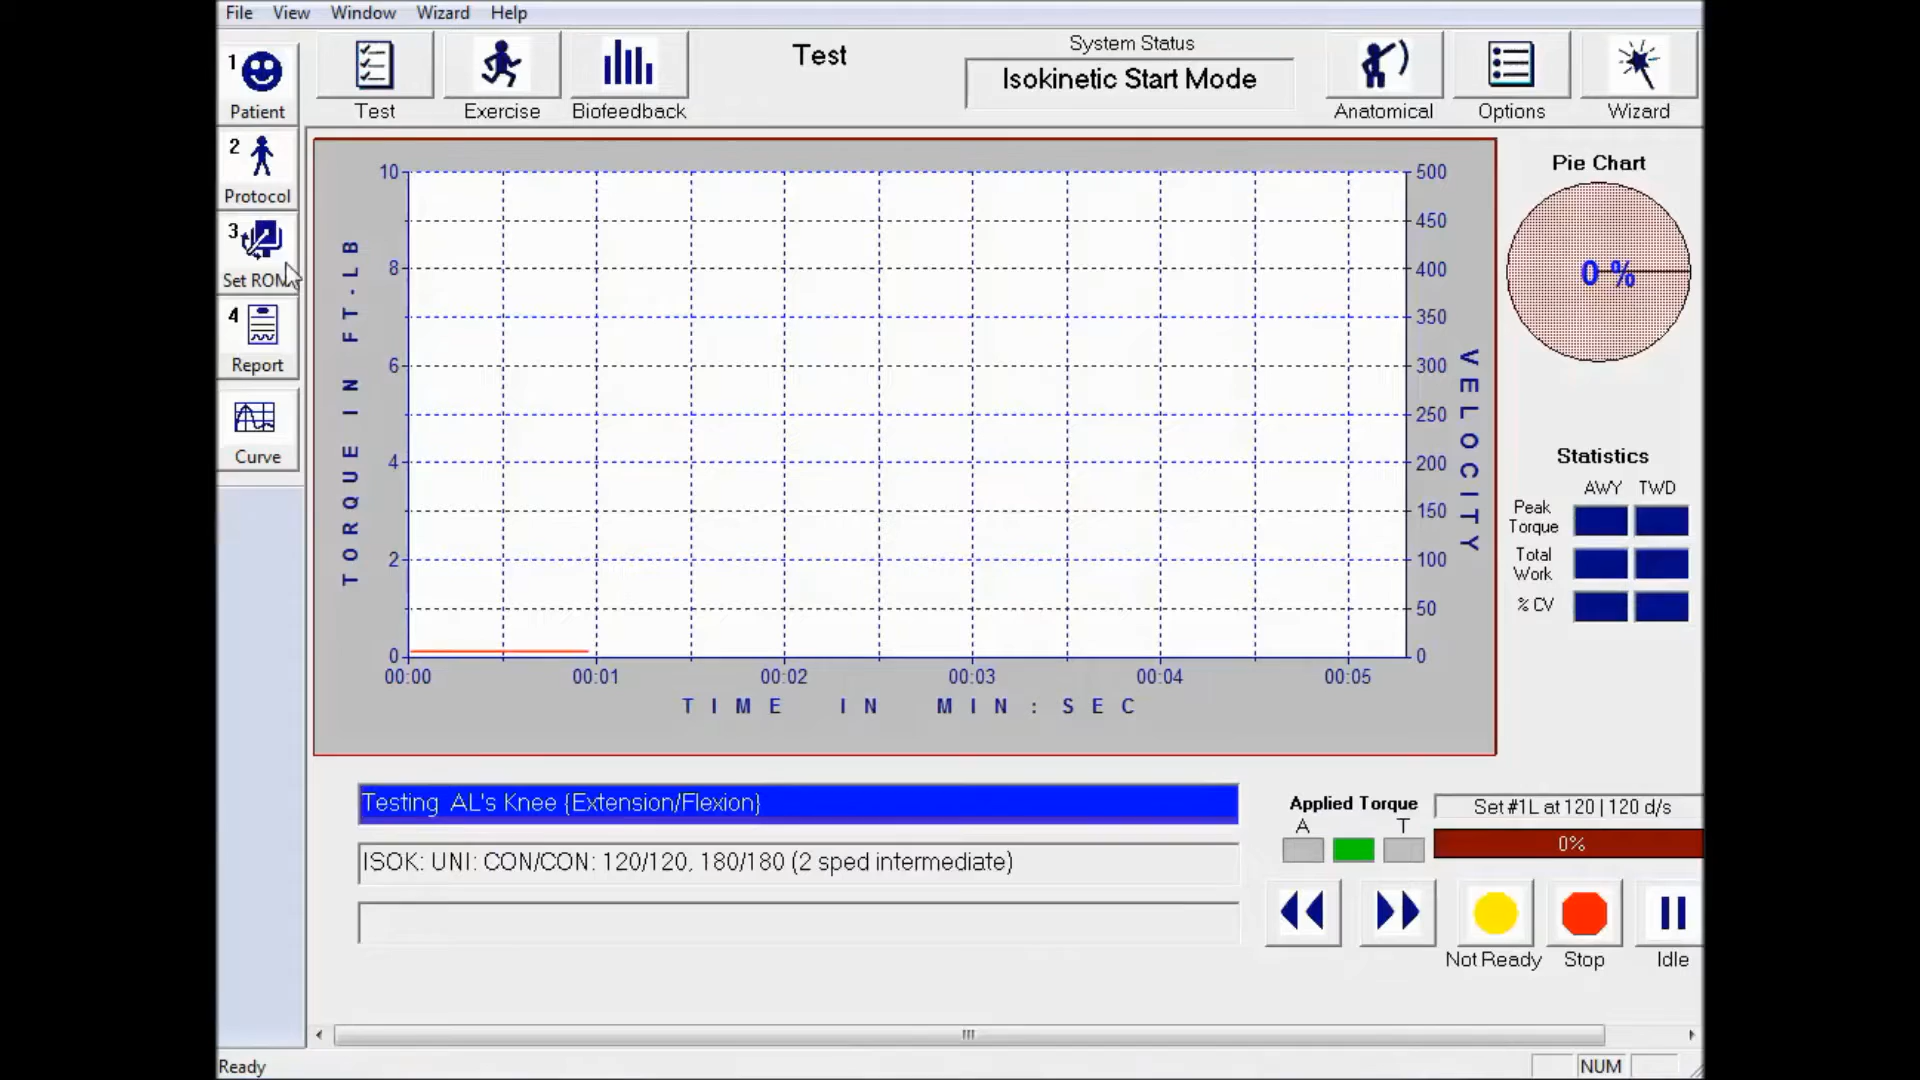 File View Window Wizard Help
1
Patient
2
Protocol
3
Set ROM
4
Report
Curve
Test
Exercise
Biofeedback
Test
System Status
Isokinetic Start Mode
Anatomical
Options
Wizard
TORQUE IN FT-LB
10
8
6
4
2
0
500
450
400
350
300
250
200
150
100
50
0
VELOCITY
00:00 00:01 00:02 00:03 00:04 00:05
TIME IN MIN:SEC
Pie Chart
0 %
Statistics
AWY TWD
Peak
Torque
Total
Work
% CV
Testing AL's Knee {Extension/Flexion}
ISOK: UNI: CON/CON: 120/120, 180/180 (2 sped intermediate)
Applied Torque
A T
Set #1L at 120 | 120 d/s
0%
Not Ready
Stop
Idle
Ready
NUM